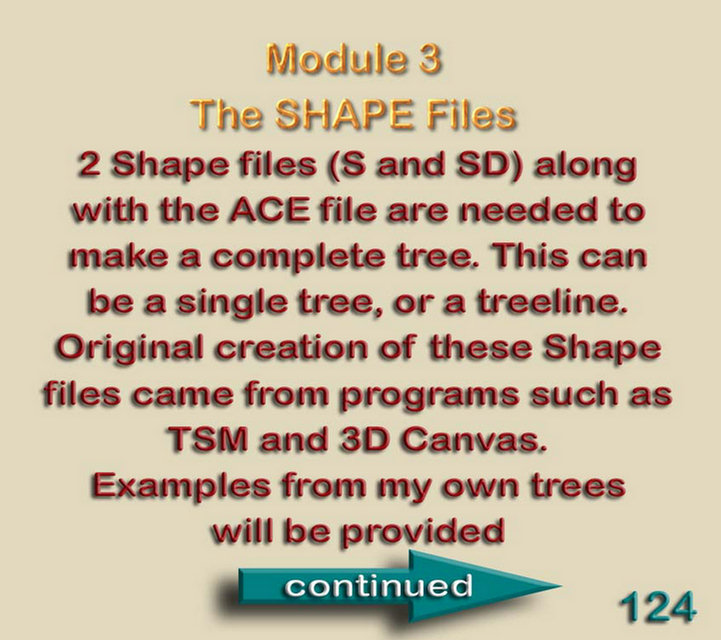 Module 3
The SHAPE Files
2 Shape files (S and SD) along
with the ACE file are needed to
make a complete tree. This can
be a single tree, or a treeline.
Original creation of these Shape
files came from programs such as
TSM and 3D Canvas.
Examples from my own trees
will be provided
continued
124